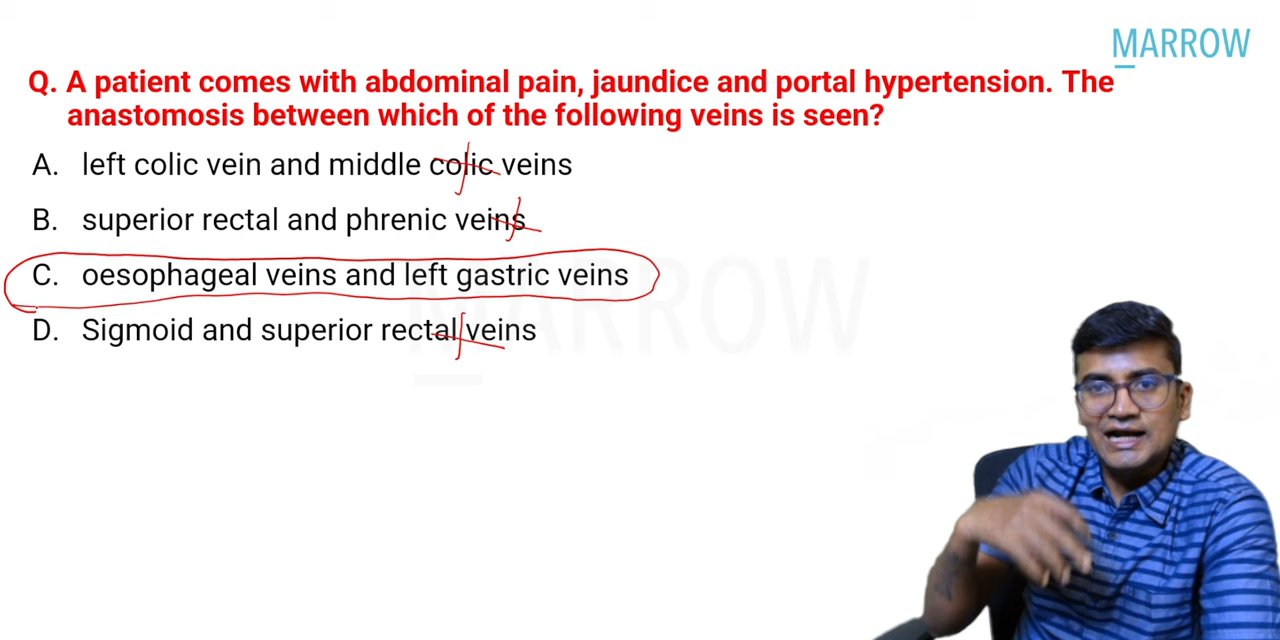 MARROW
Q. A patient comes with abdominal pain, jaundice and portal hypertension. The
anastomosis between which of the following veins is seen?
A. left colic vein and middle colic veins
B. superior rectal and phrenic veins
C. oesophageal veins and left gastric veins
D. Sigmoid and superior rectal veins
MARROW